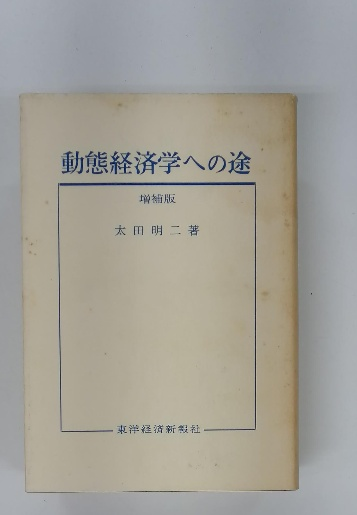 動態経済学への途
増補版
太田明二著
東洋経済新報社